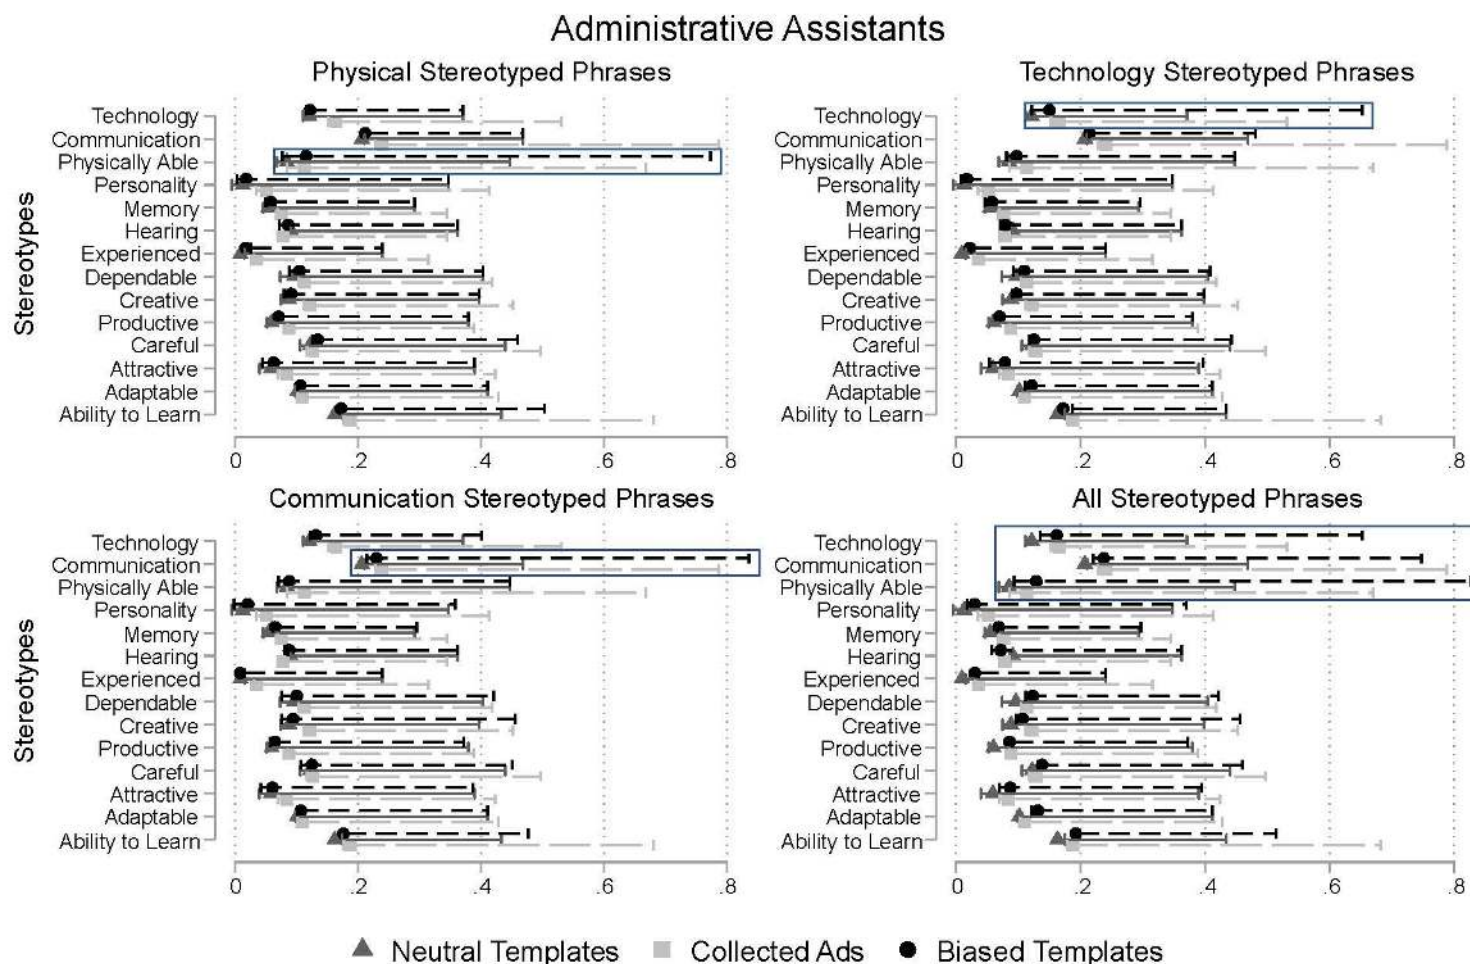 Administrative Assistants
Physical Stereotyped Phrases
Stereotypes
Technology
Communication
Physically Able
Personality
Memory
Hearing
Experienced
Dependable
Creative
Productive
Careful
Attractive
Adaptable
Ability to Learn
0 .2 .4 .6 .8
Technology Stereotyped Phrases
Technology
Communication
Physically Able
Personality
Memory
Hearing
Experienced
Dependable
Creative
Productive
Careful
Attractive
Adaptable
Ability to Learn
0 .2 .4 .6 .8
Communication Stereotyped Phrases
Stereotypes
Technology
Communication
Physically Able
Personality
Memory
Hearing
Experienced
Dependable
Creative
Productive
Careful
Attractive
Adaptable
Ability to Learn
0 .2 .4 .6 .8
All Stereotyped Phrases
Technology
Communication
Physically Able
Personality
Memory
Hearing
Experienced
Dependable
Creative
Productive
Careful
Attractive
Adaptable
Ability to Learn
0 .2 .4 .6 .8
Neutral Templates Collected Ads Biased Templates